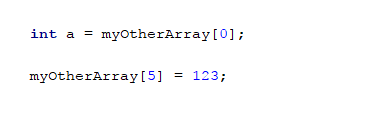 int a = myOtherArray[0];
myOtherArray[5] = 123;